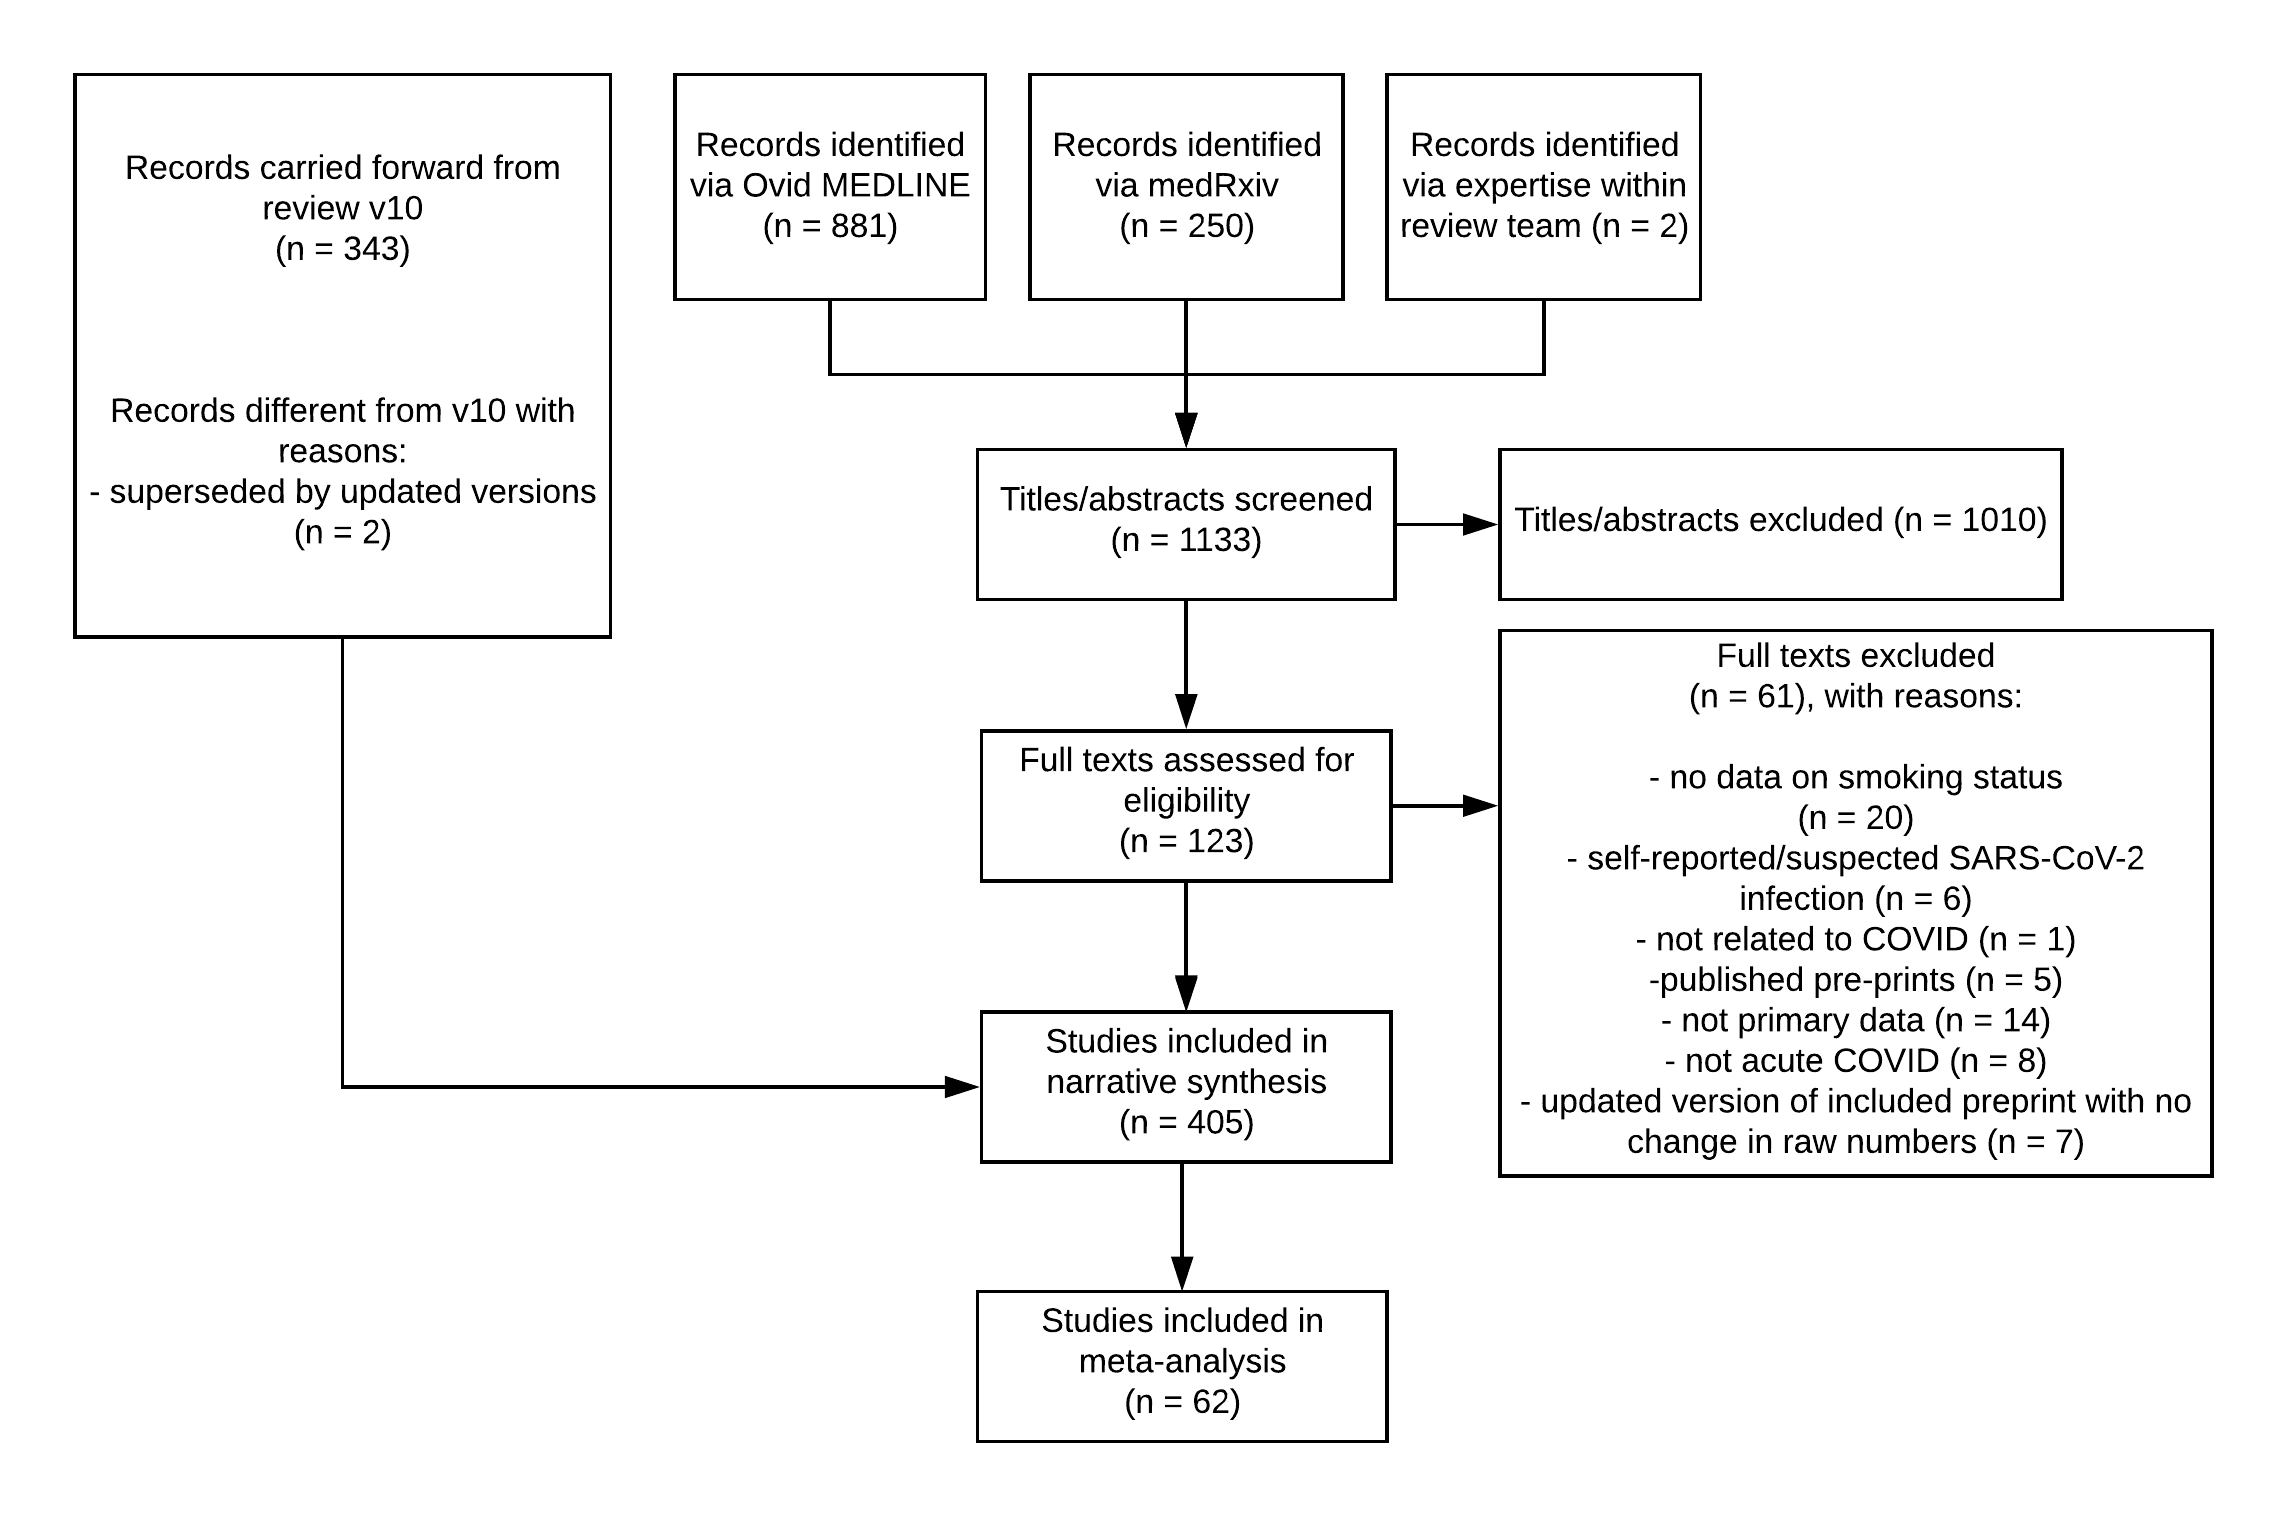 Records carried forward from
review v10
(n = 343)
Records different from v10 with
reasons:
- superseded by updated versions
(n = 2)
Records identified
via Ovid MEDLINE
(n = 881)
Records identified
via medRxiv
(n = 250)
Records identified
via expertise within
review team (n = 2)
Titles/abstracts screened
(n = 1133)
Titles/abstracts excluded (n = 1010)
Full texts assessed for
eligibility
(n = 123)
Full texts excluded
(n = 61), with reasons:
- no data on smoking status
(n = 20)
- self-reported/suspected SARS-CoV-2
infection (n = 6)
- not related to COVID (n = 1)
-published pre-prints (n = 5)
- not primary data (n = 14)
- not acute COVID (n = 8)
- updated version of included preprint with no
change in raw numbers (n = 7)
Studies included in
narrative synthesis
(n = 405)
Studies included in
meta-analysis
(n = 62)